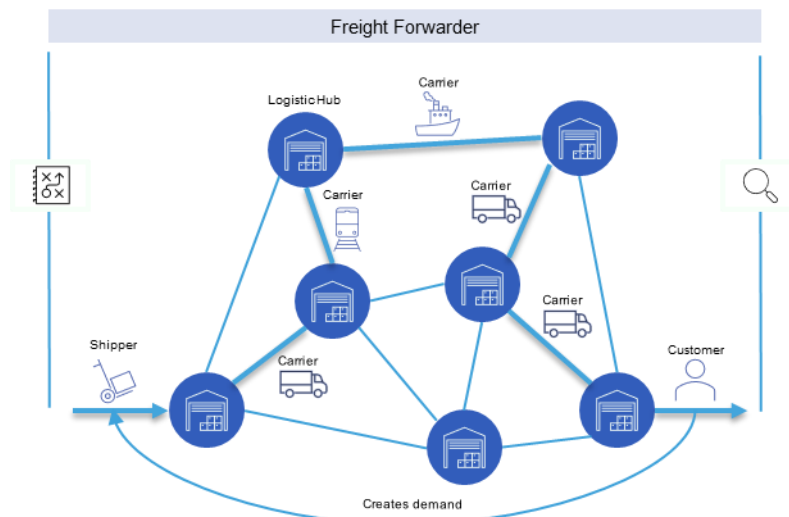 Freight Forwarder
Carrier
Logistic Hub
Carrier
Carrier
Carrier
Shipper
Carrier
Customer
Creates demand